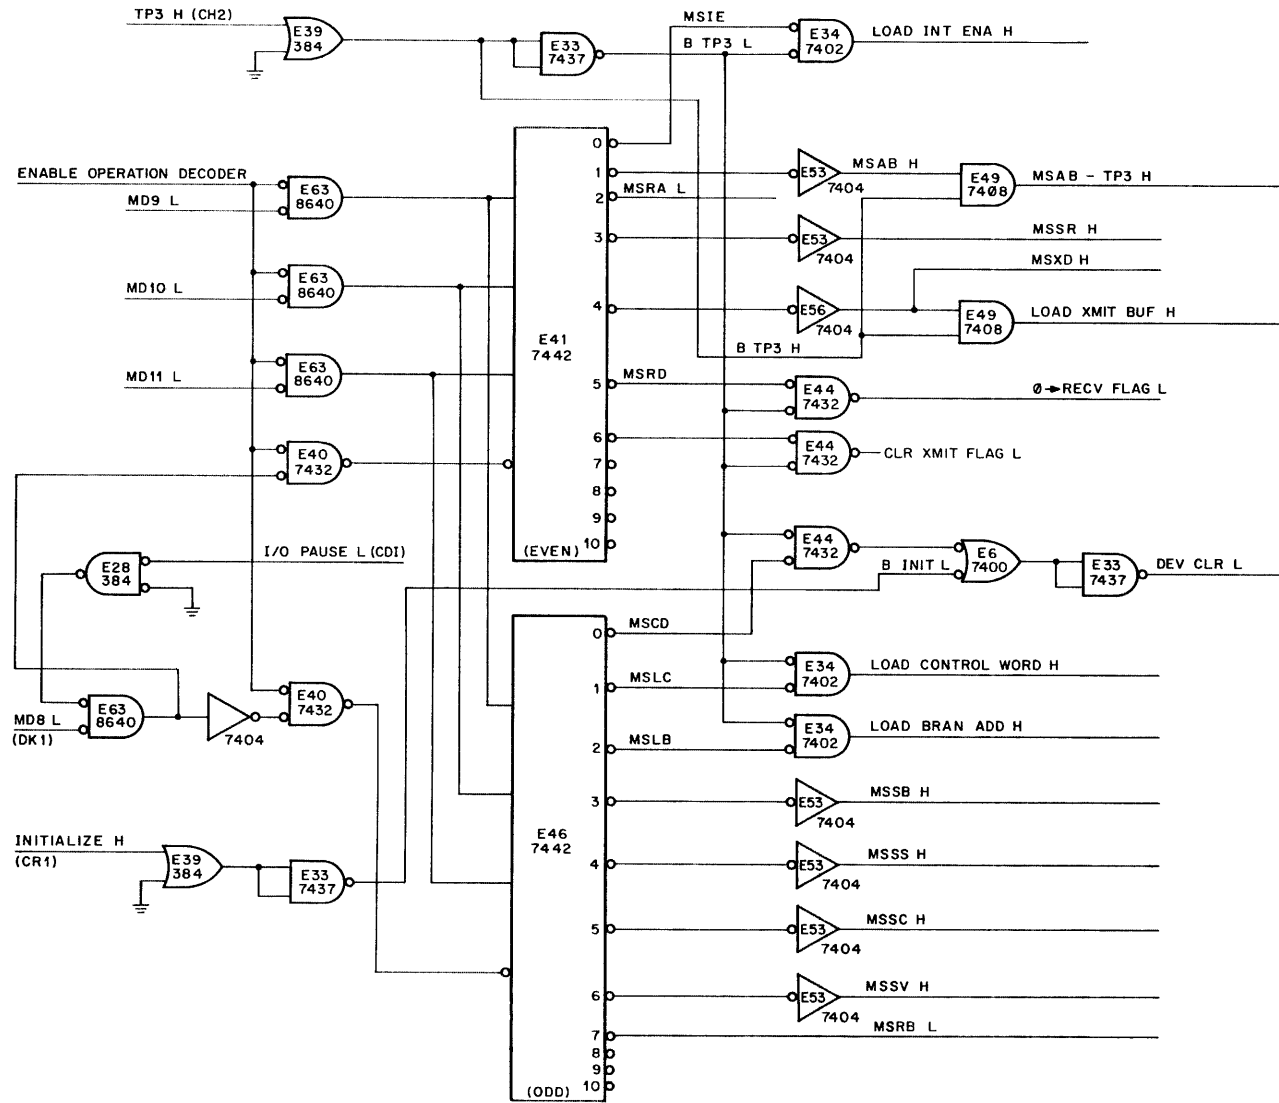 TP3 H (CH2)
E39
384
E33
7437
MSIE
B TP3 L
E34
7402
LOAD INT ENA H
ENABLE OPERATION DECODER
MD9 L
E63
8640
MD10 L
E63
8640
MD11 L
E63
8640
E40
7432
E41
7442
(EVEN)
0
1
2
3
4
5
6
7
8
9
10
MSRA L
E53
7404
MSAB H
E49
7408
MSAB - TP3 H
E53
7404
MSSR H
MSXD H
E56
7404
E49
7408
LOAD XMIT BUF H
B TP3 H
MSRD
E44
7432
Ø→RECV FLAG L
E44
7432
CLR XMIT FLAG L
I/O PAUSE L (CDI)
E28
384
E44
7432
B INIT L
E6
7400
E33
7437
DEV CLR L
MD8 L
(DK1)
E63
8640
7404
E40
7432
INITIALIZE H
(CR1)
E39
384
E33
7437
E46
7442
(ODD)
0
1
2
3
4
5
6
7
8
9
10
MSCD
MSLC
E34
7402
LOAD CONTROL WORD H
MSLB
E34
7402
LOAD BRAN ADD H
E53
7404
MSSB H
E53
7404
MSSS H
E53
7404
MSSC H
E53
7404
MSSV H
MSRB L